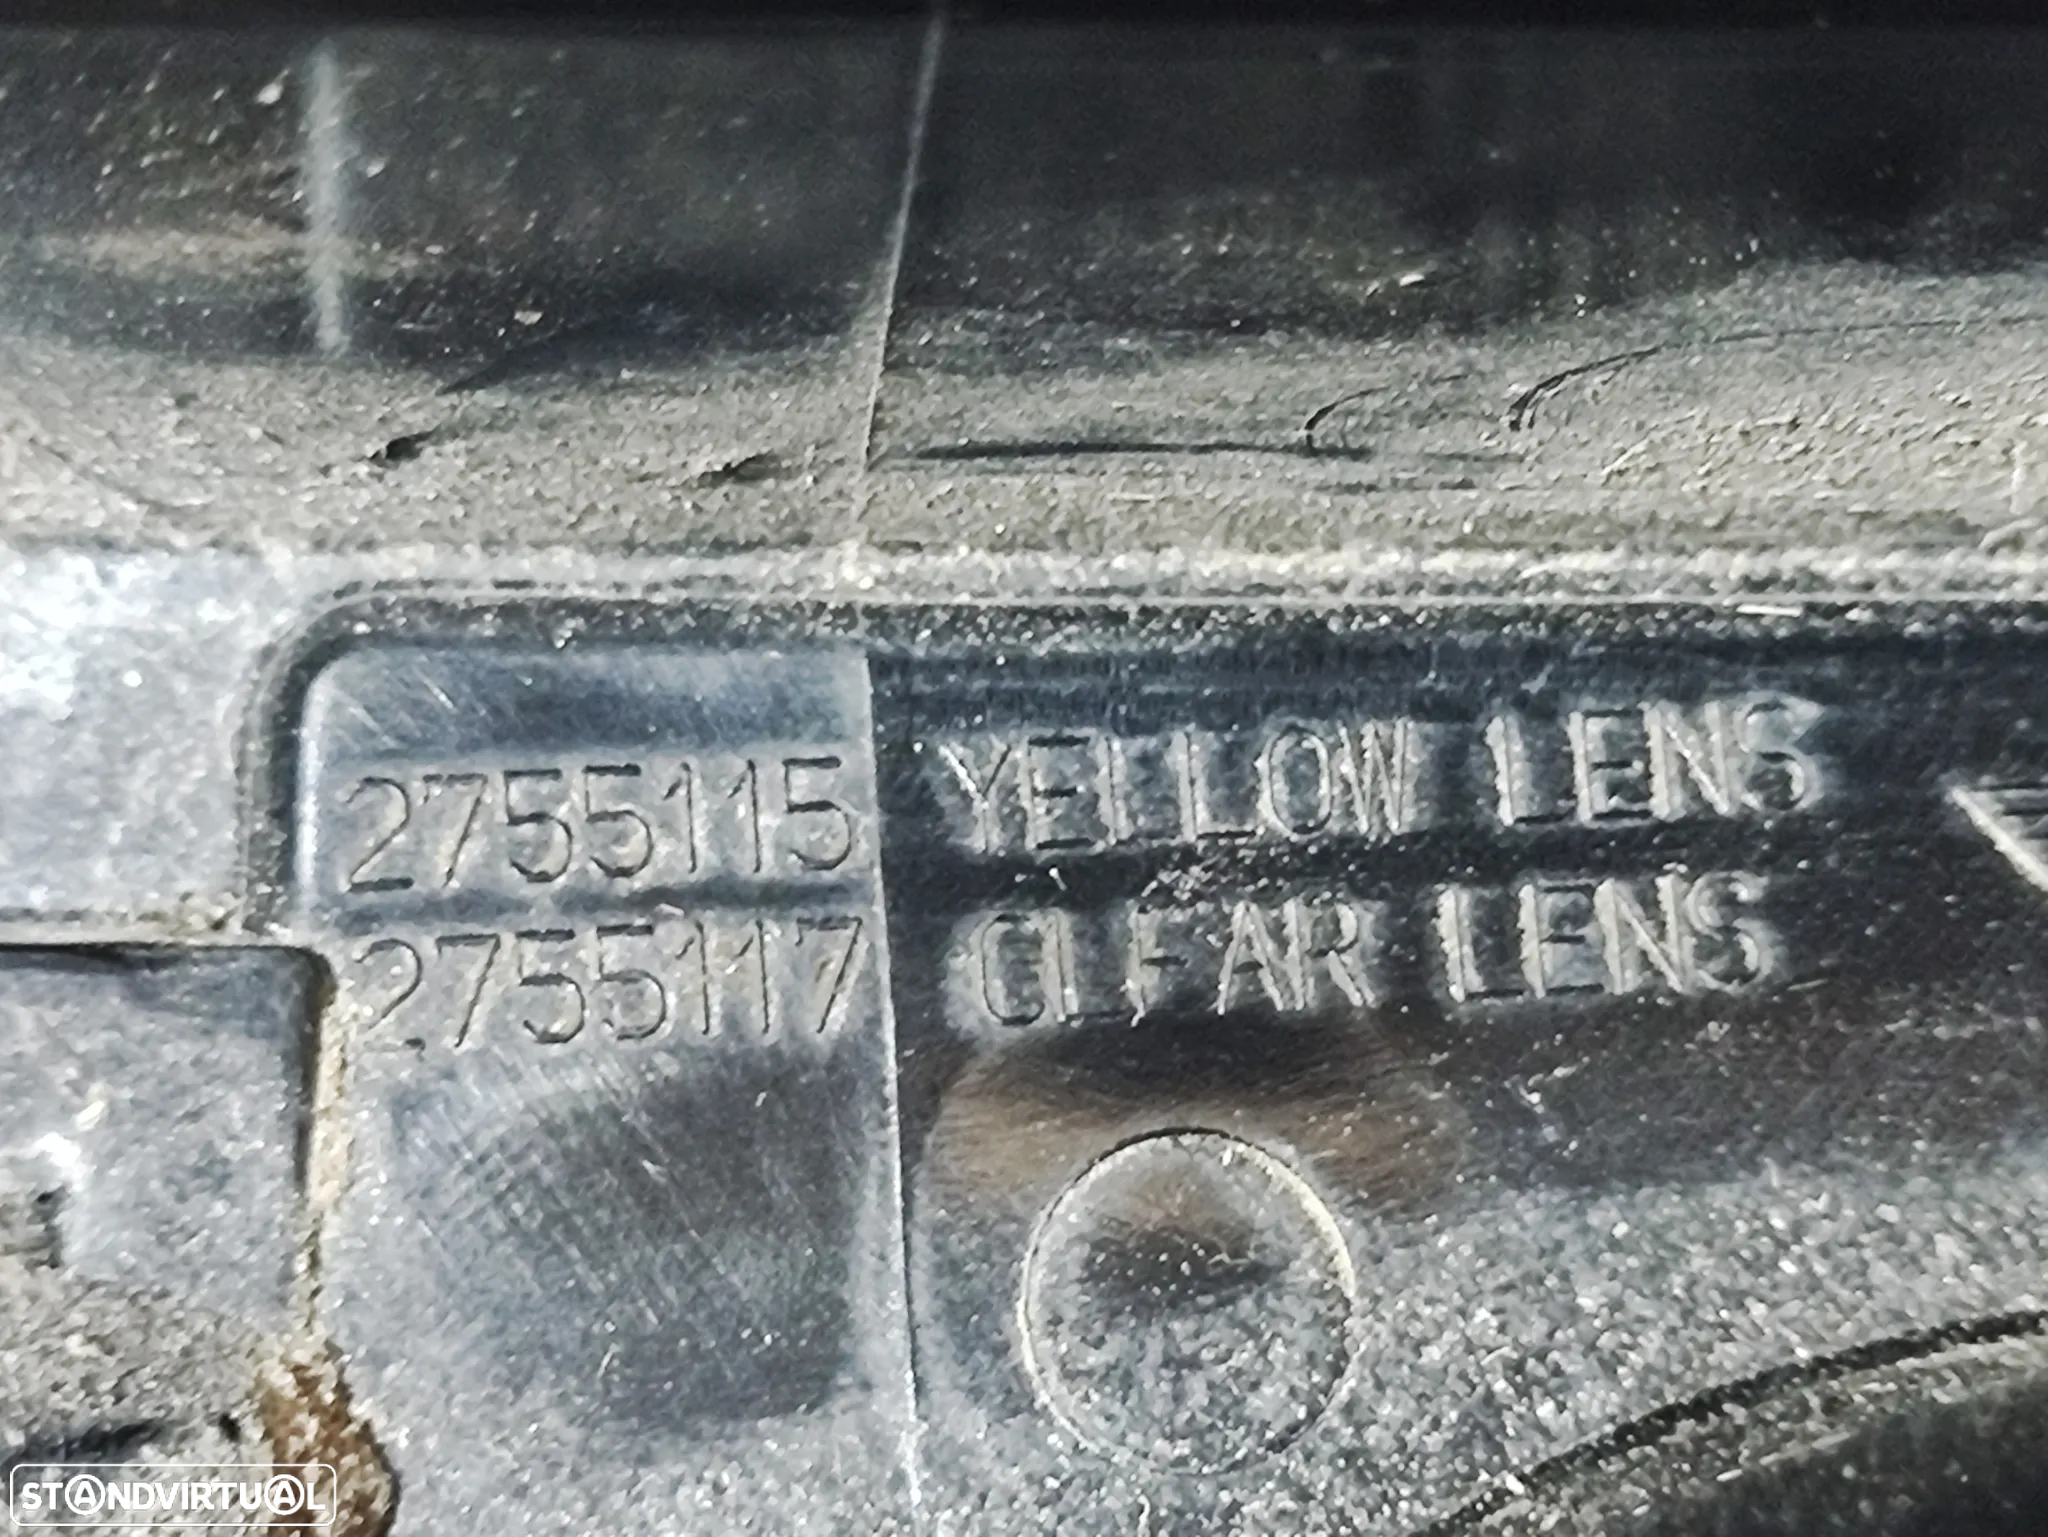 2755115 YELLOW LENS
2755117 CLEAR LENS
STANDVIRTUAL